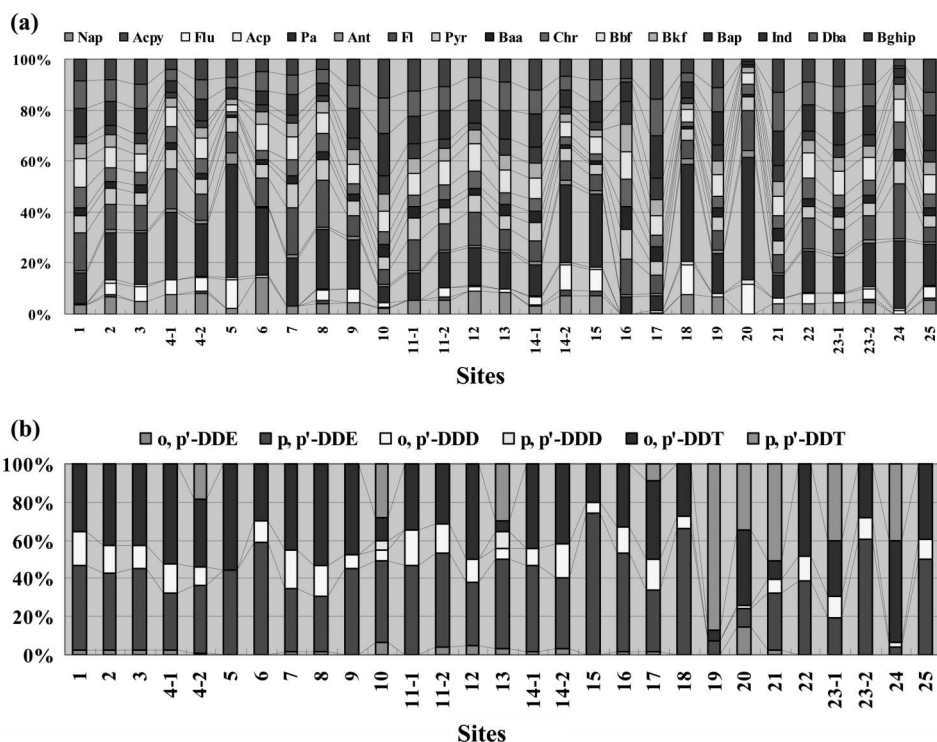 (a)
Nap Acpy Flu Acp Pa Ant Fl Pyr Baa Chr Bbf Bkf Bap Ind Dba Bghip
100%
80%
60%
40%
20%
0%
1 2 3 4-1 4-2 5 6 7 8 9 10 11-1 11-2 12 13 14-1 14-2 15 16 17 18 19 20 21 22 23-1 23-2 24 25
Sites
(b)
o, p'-DDE p, p'-DDE o, p'-DDD p, p'-DDD o, p'-DDT p, p'-DDT
100%
80%
60%
40%
20%
0%
1 2 3 4-1 4-2 5 6 7 8 9 10 11-1 11-2 12 13 14-1 14-2 15 16 17 18 19 20 21 22 23-1 23-2 24 25
Sites